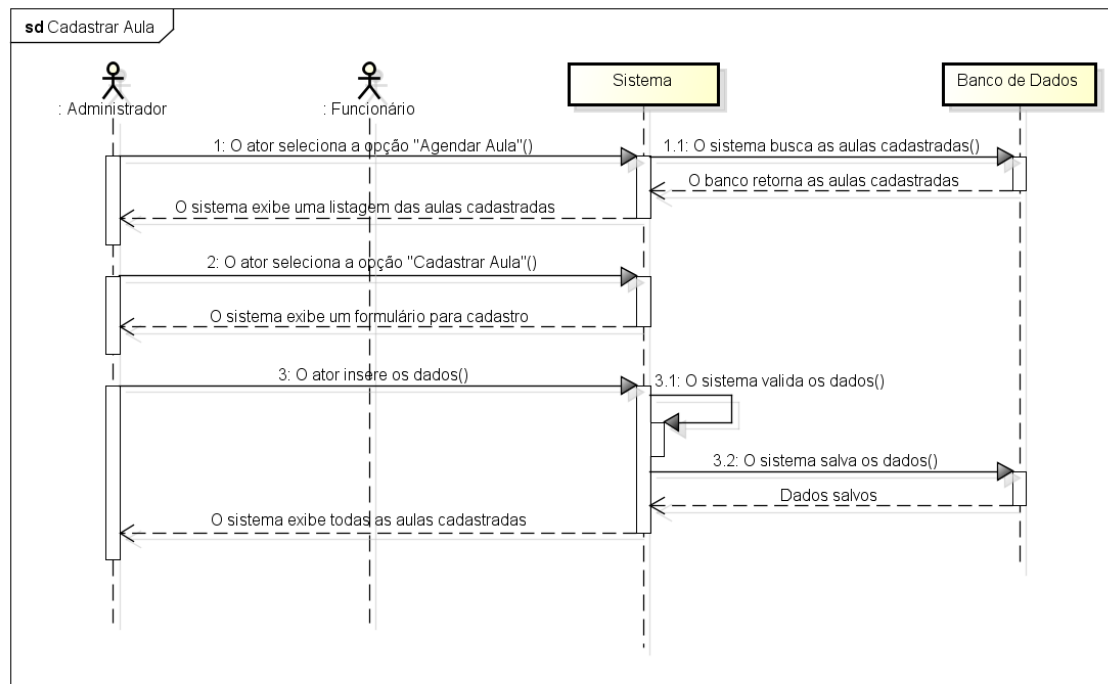 sd Cadastrar Aula
: Administrador
: Funcionário
Sistema
Banco de Dados
1: O ator seleciona a opção "Agendar Aula"()
1.1: O sistema busca as aulas cadastradas()
O banco retorna as aulas cadastradas
O sistema exibe uma listagem das aulas cadastradas
2: O ator seleciona a opção "Cadastrar Aula"()
O sistema exibe um formulário para cadastro
3: O ator insere os dados()
3.1: O sistema valida os dados()
3.2: O sistema salva os dados()
Dados salvos
O sistema exibe todas as aulas cadastradas